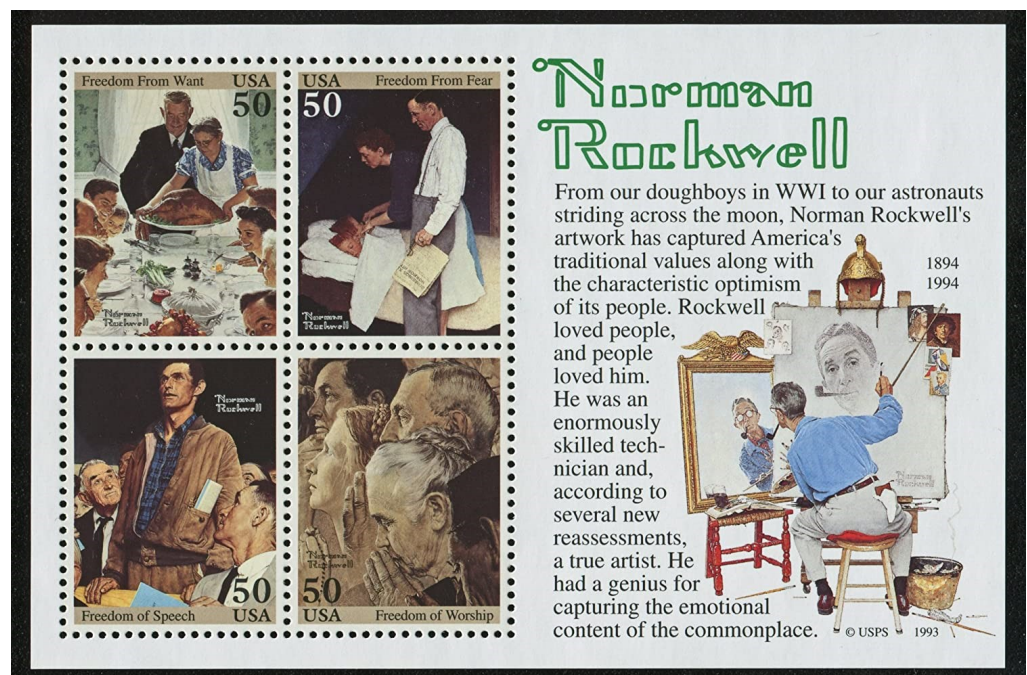 Freedom From Want USA
50
USA Freedom From Fear
50
Norman
Rockwell
Norman
Rockwell
Norman
Rockwell
50
Freedom of Speech USA
Norman
Rockwell
50
USA Freedom of Worship
Norman
Rockwell
From our doughboys in WWI to our astronauts
striding across the moon, Norman Rockwell's
artwork has captured America's
traditional values along with
the characteristic optimism
of its people. Rockwell
loved people,
and people
loved him.
He was an
enormously
skilled tech-
nician and,
according to
several new
reassessments,
a true artist. He
had a genius for
capturing the emotional
content of the commonplace.
1894
1994
Norman
Rockwell
© USPS 1993